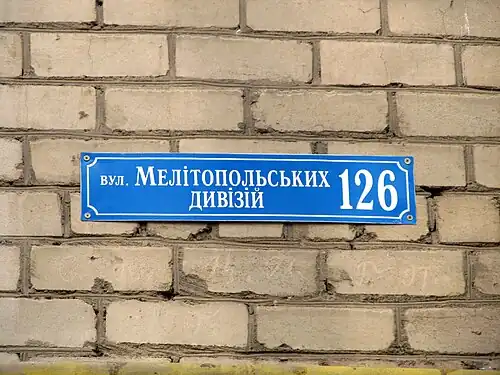 вул. Мелітопольських 126
дивізій